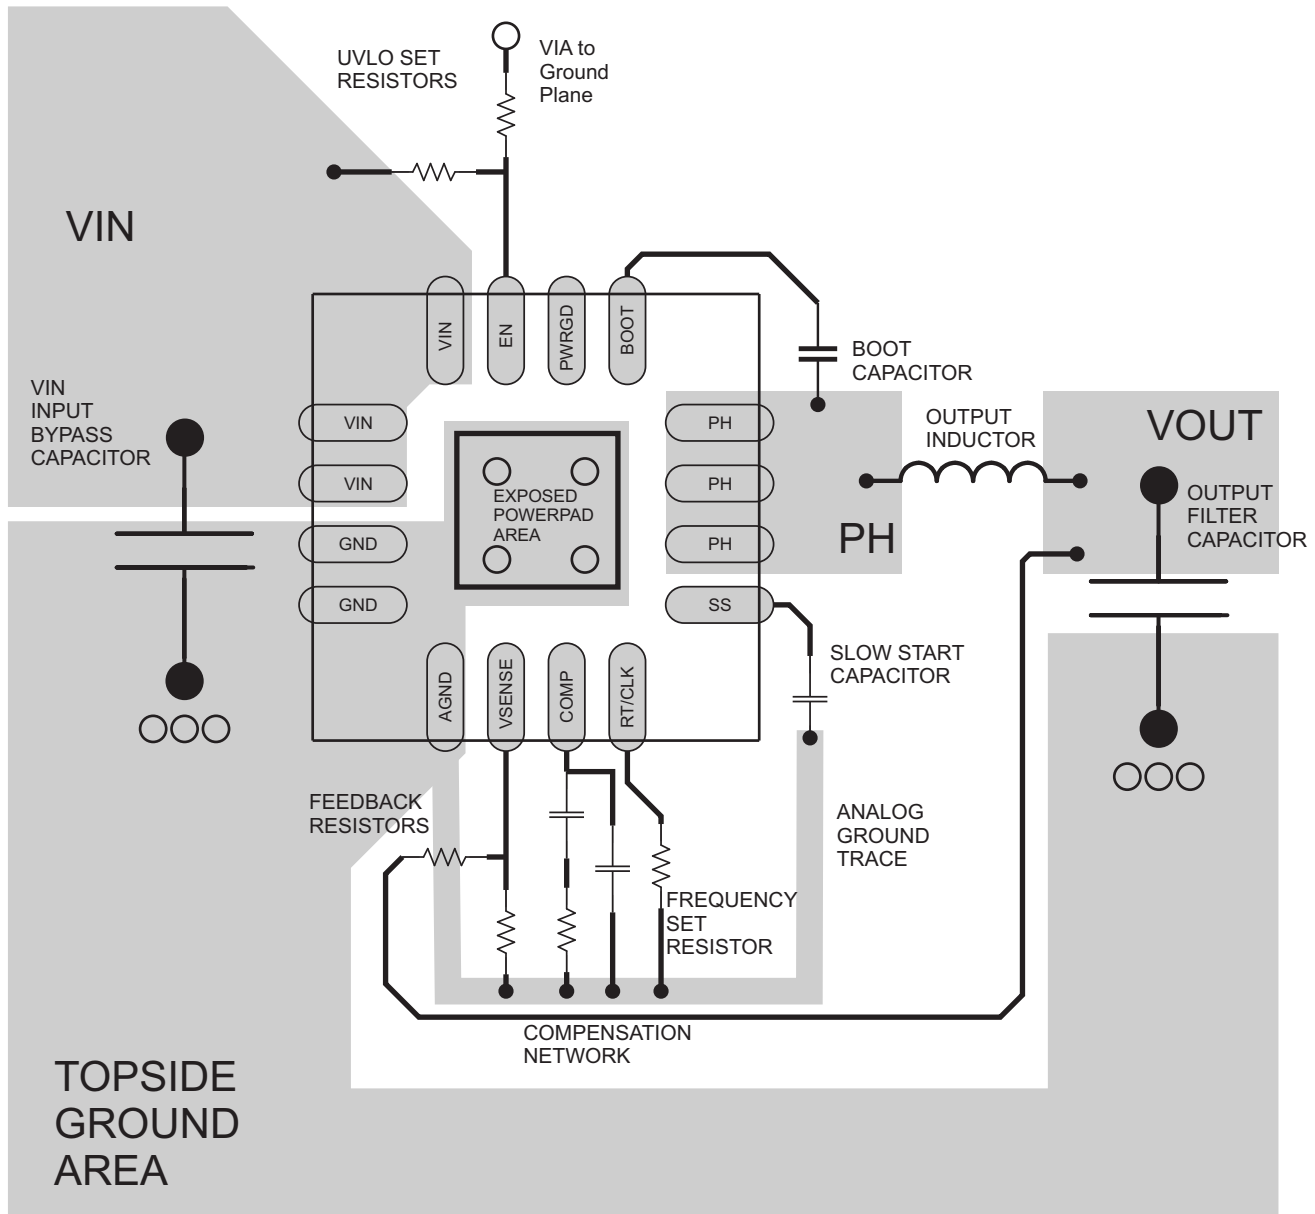 UVLO SET
RESISTORS
VIA to
Ground
Plane
VIN
VIN
EN
PWRGD
BOOT
BOOT
CAPACITOR
VIN
INPUT
BYPASS
CAPACITOR
VIN
VIN
GND
GND
EXPOSED
POWERPAD
AREA
PH
PH
PH
SS
PH
OUTPUT
INDUCTOR
VOUT
OUTPUT
FILTER
CAPACITOR
AGND
VSENSE
COMP
RT/CLK
SLOW START
CAPACITOR
FEEDBACK
RESISTORS
ANALOG
GROUND
TRACE
FREQUENCY
SET
RESISTOR
COMPENSATION
NETWORK
TOPSIDE
GROUND
AREA